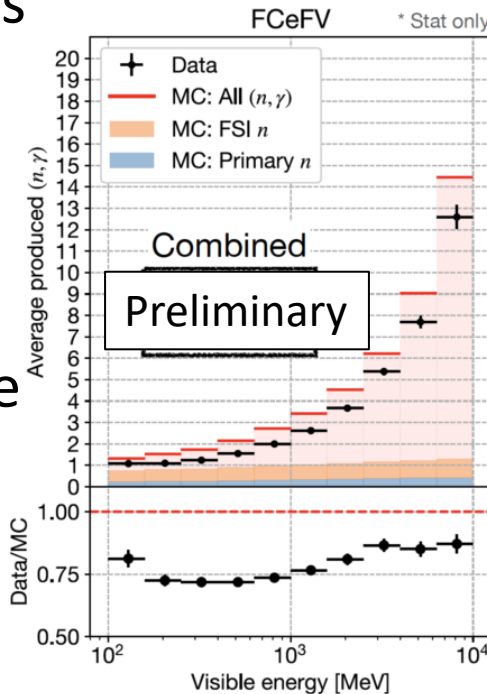 s
FCeFV
* Stat only
20
19
18
17
16
15
14
13
12
11
10
9
8
7
6
5
4
3
2
1
0
Average produced (n, γ)
Data
MC: All (n, γ)
MC: FSI n
MC: Primary n
Combined
Preliminary
e
1.00
0.75
0.50
Data/MC
10² 10³ 10⁴
Visible energy [MeV]